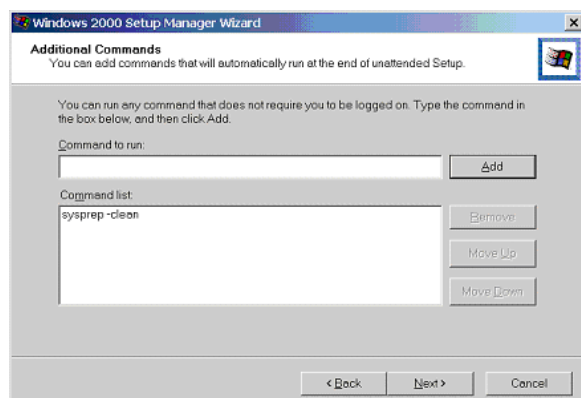 Windows 2000 Setup Manager Wizard
Additional Commands
You can add commands that will automatically run at the end of unattended Setup.
You can run any command that does not require you to be logged on. Type the command in
the box below, and then click Add.
Command to run:
Add
Command list:
sysprep -clean
Remove
Move Up
Move Down
< Back
Next >
Cancel